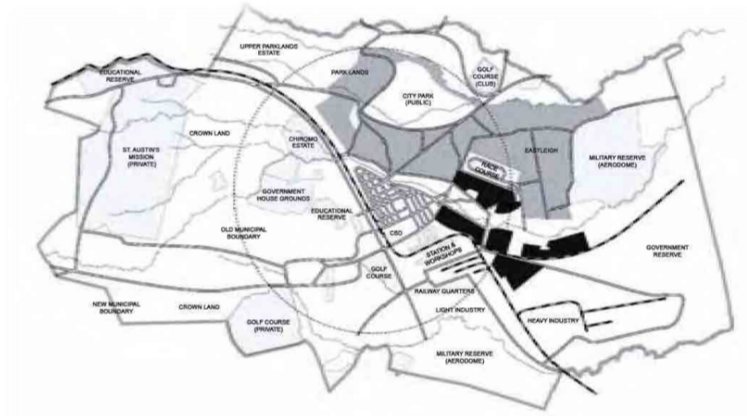 UPPER PARKLANDS
ESTATE
EDUCATIONAL
RESERVE
PARK LANDS
GOLF
COURSE
(CLUB)
CITY PARK
(PUBLIC)
CROWN LAND
CHIROMO
ESTATE
ST. AUSTIN'S
MISSION
(PRIVATE)
EASTLEIGH
MILITARY RESERVE
(AERODOME)
RACE
COURSE
GOVERNMENT
HOUSE GROUNDS
EDUCATIONAL
RESERVE
OLD MUNICIPAL
BOUNDARY
CBD
STATION &
WORKSHOPS
GOVERNMENT
RESERVE
GOLF
COURSE
RAILWAY QUARTERS
NEW MUNICIPAL
BOUNDARY
CROWN LAND
LIGHT INDUSTRY
HEAVY INDUSTRY
GOLF COURSE
(PRIVATE)
MILITARY RESERVE
(AERODOME)